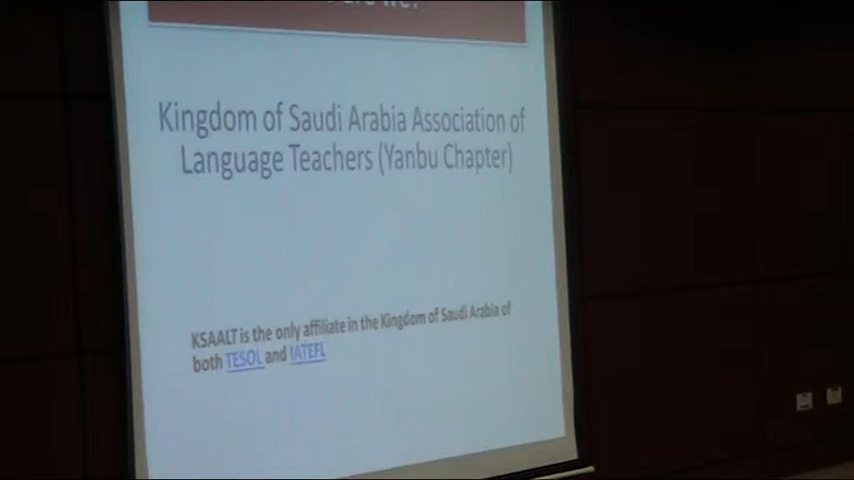 Kingdom of Saudi Arabia Association of
Language Teachers (Yanbu Chapter)
KSAALT is the only affiliate in the Kingdom of Saudi Arabia of
both TESOL and IATEFL